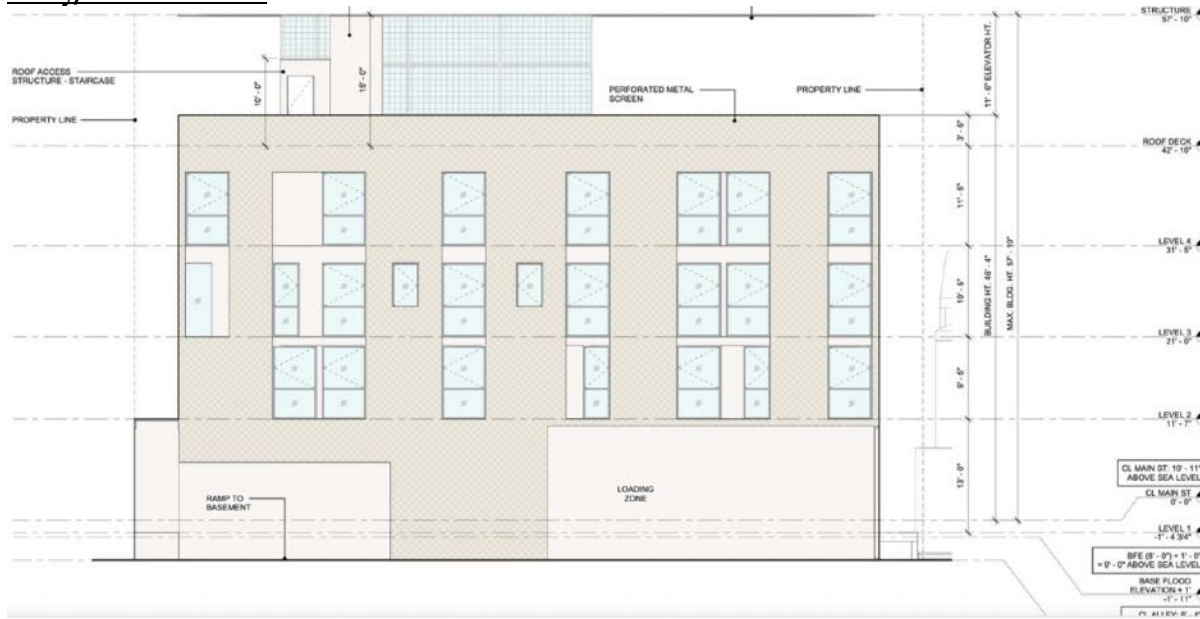 STRUCTURE
57' - 10"
ROOF ACCESS
STRUCTURE - STAIRCASE
10' - 0"
15' - 0"
PERFORATED METAL
SCREEN
PROPERTY LINE
11' - 6" ELEVATOR HT.
PROPERTY LINE
3' - 6"
ROOF DECK
42' - 10"
11' - 5"
LEVEL 4
31' - 5"
BUILDING HT. 46' - 4"
MAX. BLDG. HT. 57' - 10"
10' - 5"
LEVEL 3
21' - 0"
9' - 5"
LEVEL 2
11' - 7"
13' - 0"
CL MAIN ST: 10' - 11"
ABOVE SEA LEVEL
LOADING
ZONE
RAMP TO
BASEMENT
CL MAIN ST
0' - 0"
LEVEL 1
-1' - 4 3/4"
BFE (8' - 0") + 1' - 0"
= 9' - 0" ABOVE SEA LEVEL
BASE FLOOD
ELEVATION + 1'
-1' - 11"